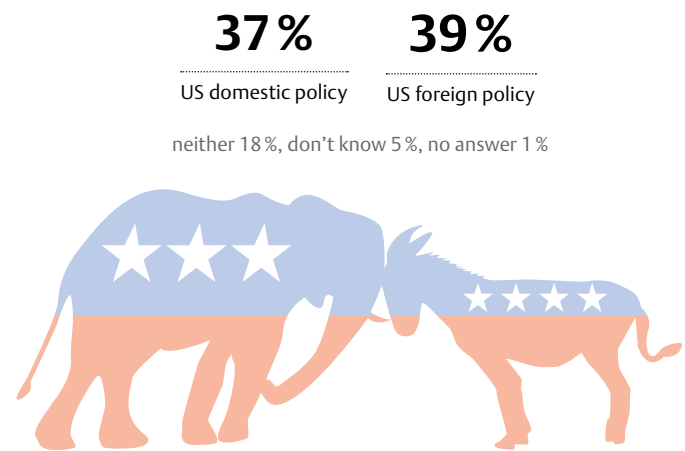 37 % 39 %
US domestic policy US foreign policy
neither 18 %, don’t know 5 %, no answer 1 %